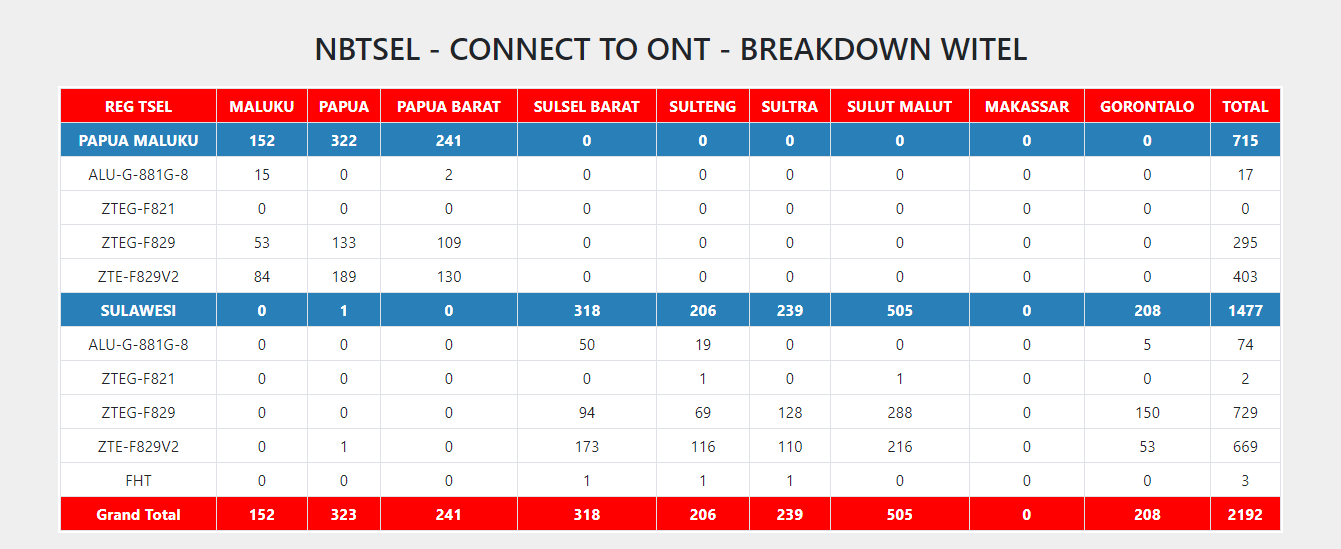 NBTSEL - CONNECT TO ONT - BREAKDOWN WITEL
REG TSEL MALUKU PAPUA PAPUA BARAT SULSEL BARAT SULTENG SULTRA SULUT MALUT MAKASSAR GORONTALO TOTAL
PAPUA MALUKU 152 322 241 0 0 0 0 0 0 715
ALU-G-881G-8 15 0 2 0 0 0 0 0 0 17
ZTEG-F821 0 0 0 0 0 0 0 0 0 0
ZTEG-F829 53 133 109 0 0 0 0 0 0 295
ZTE-F829V2 84 189 130 0 0 0 0 0 0 403
SULAWESI 0 1 0 318 206 239 505 0 208 1477
ALU-G-881G-8 0 0 0 50 19 0 0 0 5 74
ZTEG-F821 0 0 0 0 1 0 1 0 0 2
ZTEG-F829 0 0 0 94 69 128 288 0 150 729
ZTE-F829V2 0 1 0 173 116 110 216 0 53 669
FHT 0 0 0 1 1 1 0 0 0 3
Grand Total 152 323 241 318 206 239 505 0 208 2192